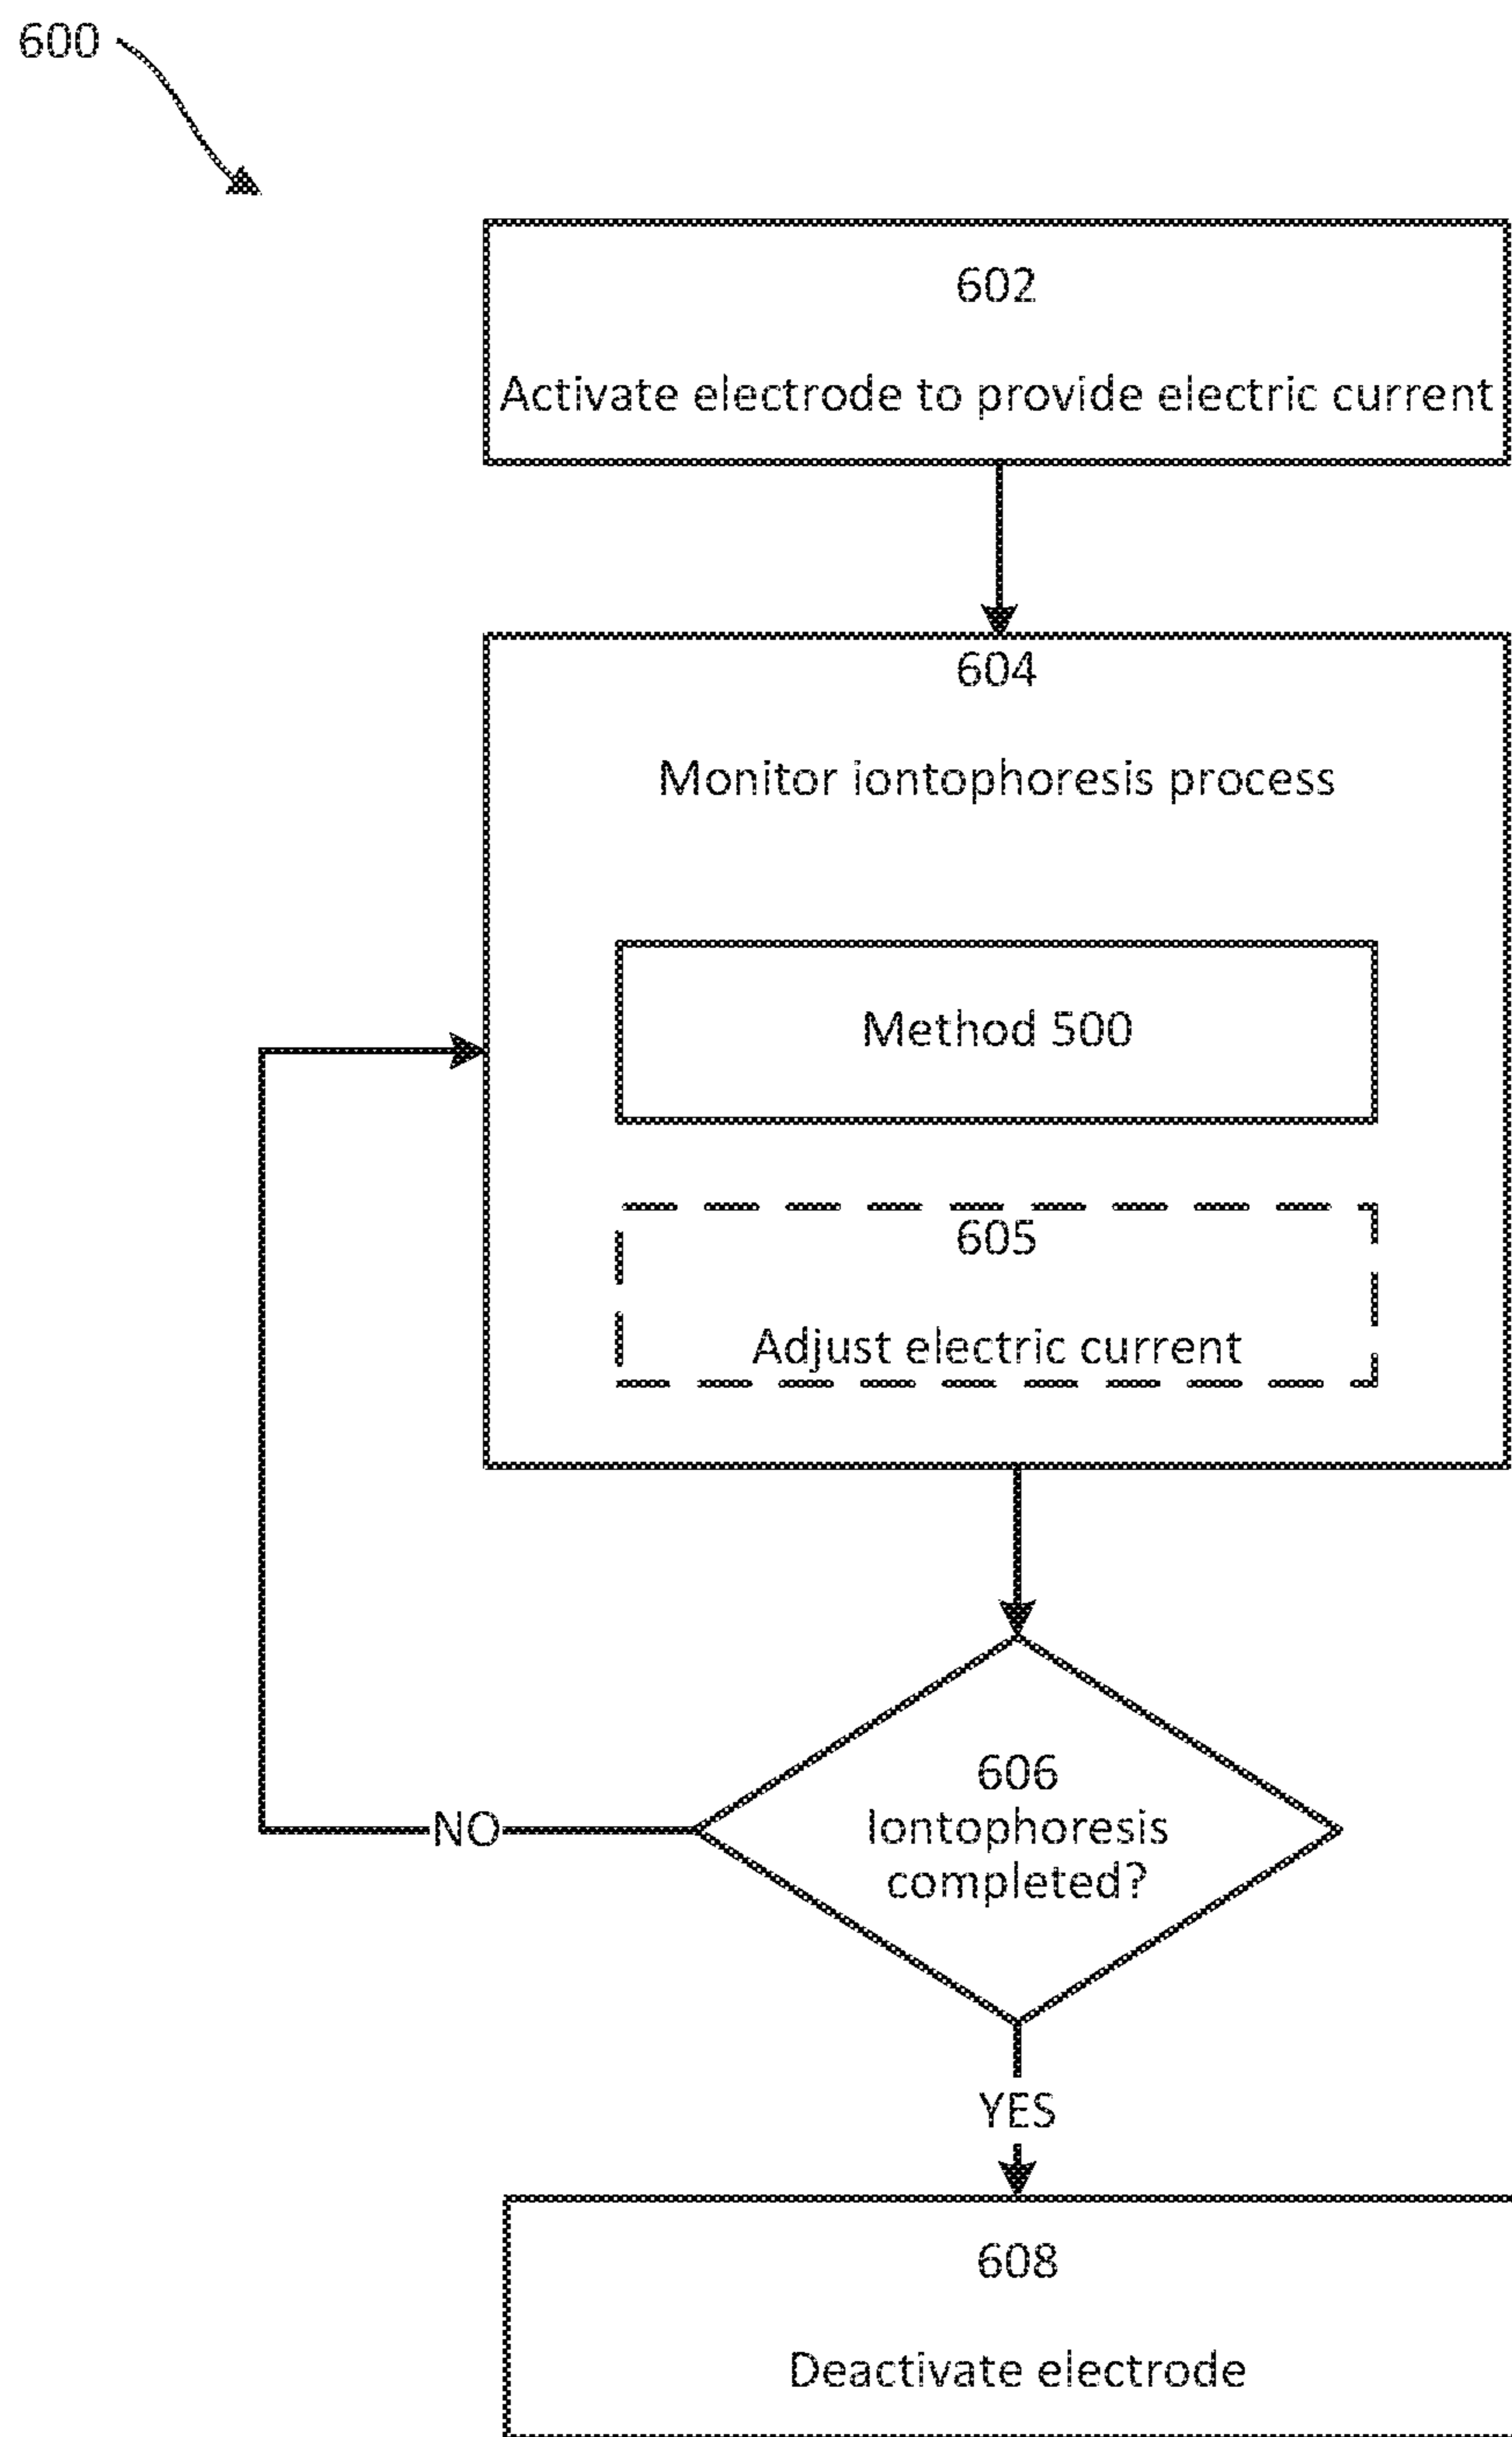 600
602
Activate electrode to provide electric current
604
Monitor iontophoresis process
Method 500
605
Adjust electric current
606
Iontophoresis
completed?
NO
YES
608
Deactivate electrode